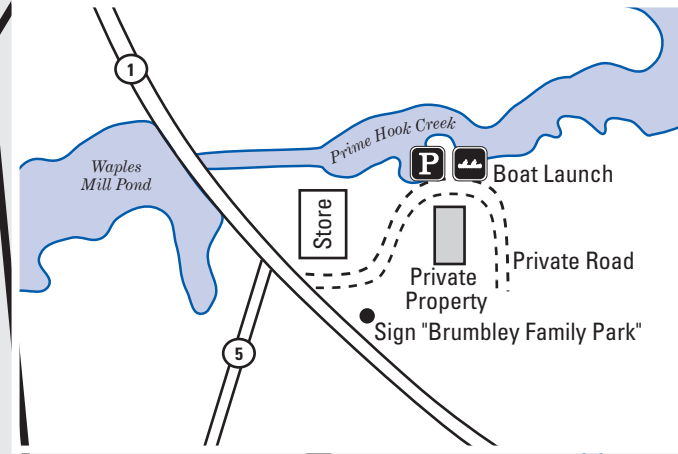 1
Prime Hook Creek
Waples
Mill Pond
P
Boat Launch
Store
Private Road
Private
Property
Sign "Brumbley Family Park"
5